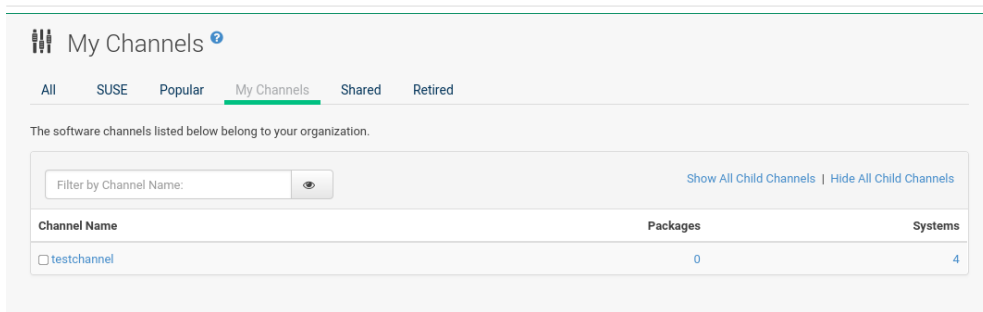 My Channels ?
All SUSE Popular My Channels Shared Retired
The software channels listed below belong to your organization.
Filter by Channel Name:
Show All Child Channels | Hide All Child Channels
Channel Name Packages Systems
testchannel 0 4